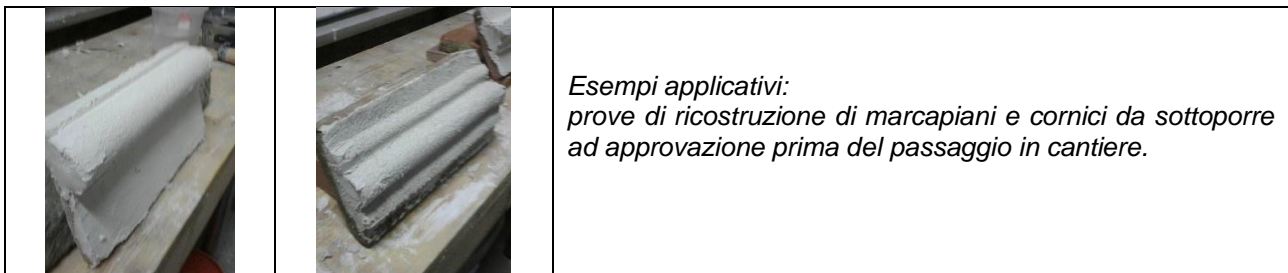 Esempi applicativi:
prove di ricostruzione di marcapiani e cornici da sottoporre
ad approvazione prima del passaggio in cantiere.